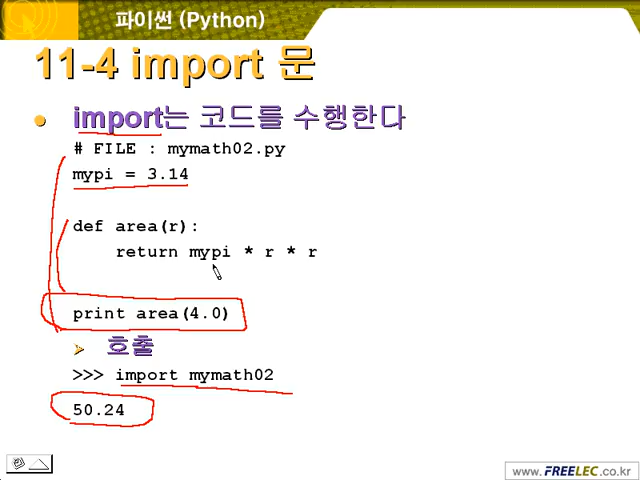 파이썬 (Python)
11-4 import 문
import는 코드를 수행한다
# FILE : mymath02.py
mypi = 3.14
def area(r):
return mypi * r * r
print area(4.0)
호출
>>> import mymath02
50.24
www.FREELEC.co.kr